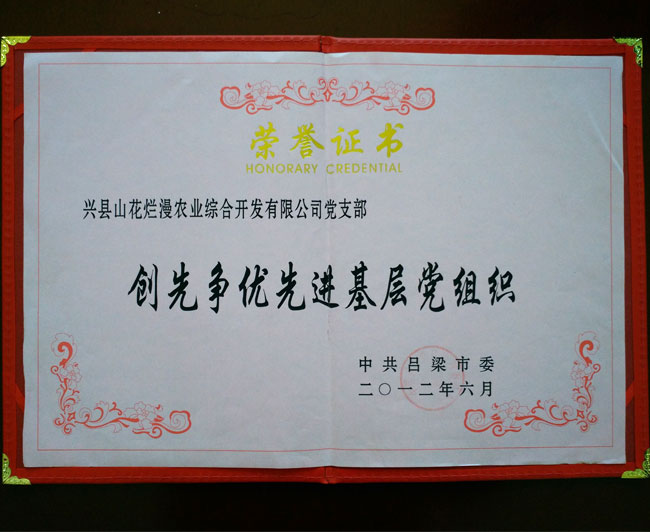 荣誉证书
HONORARY CREDENTIAL
兴县山花烂漫农业综合开发有限公司党支部
创先争优先进基层党组织
中共吕梁市委
二〇一二年六月